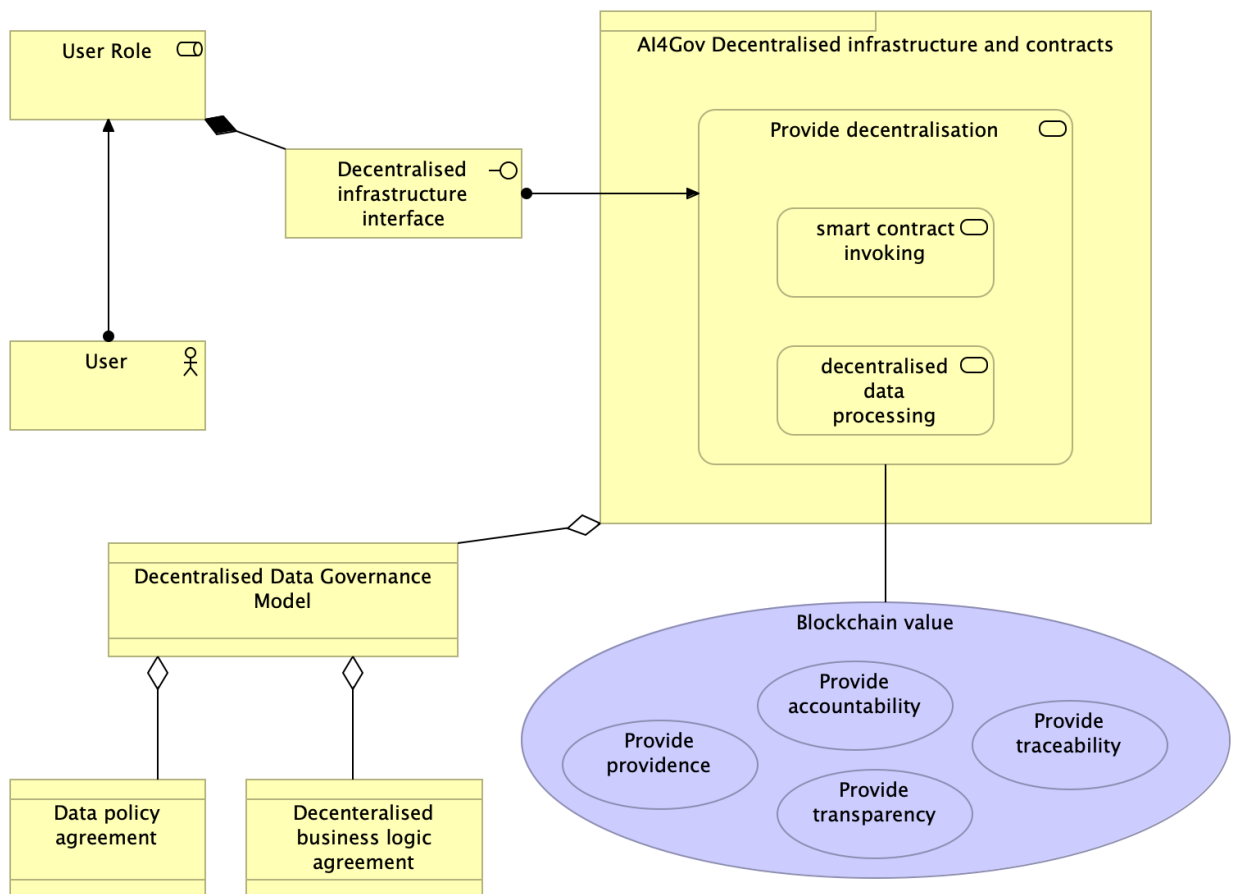 User Role
AI4Gov Decentralised infrastructure and contracts
Provide decentralisation
Decentralised
infrastructure
interface
smart contract
invoking
User
decentralised
data
processing
Decentralised Data Governance
Model
Blockchain value
Provide
accountability
Provide
traceability
Provide
providence
Provide
transparency
Data policy
agreement
Decenteralised
business logic
agreement